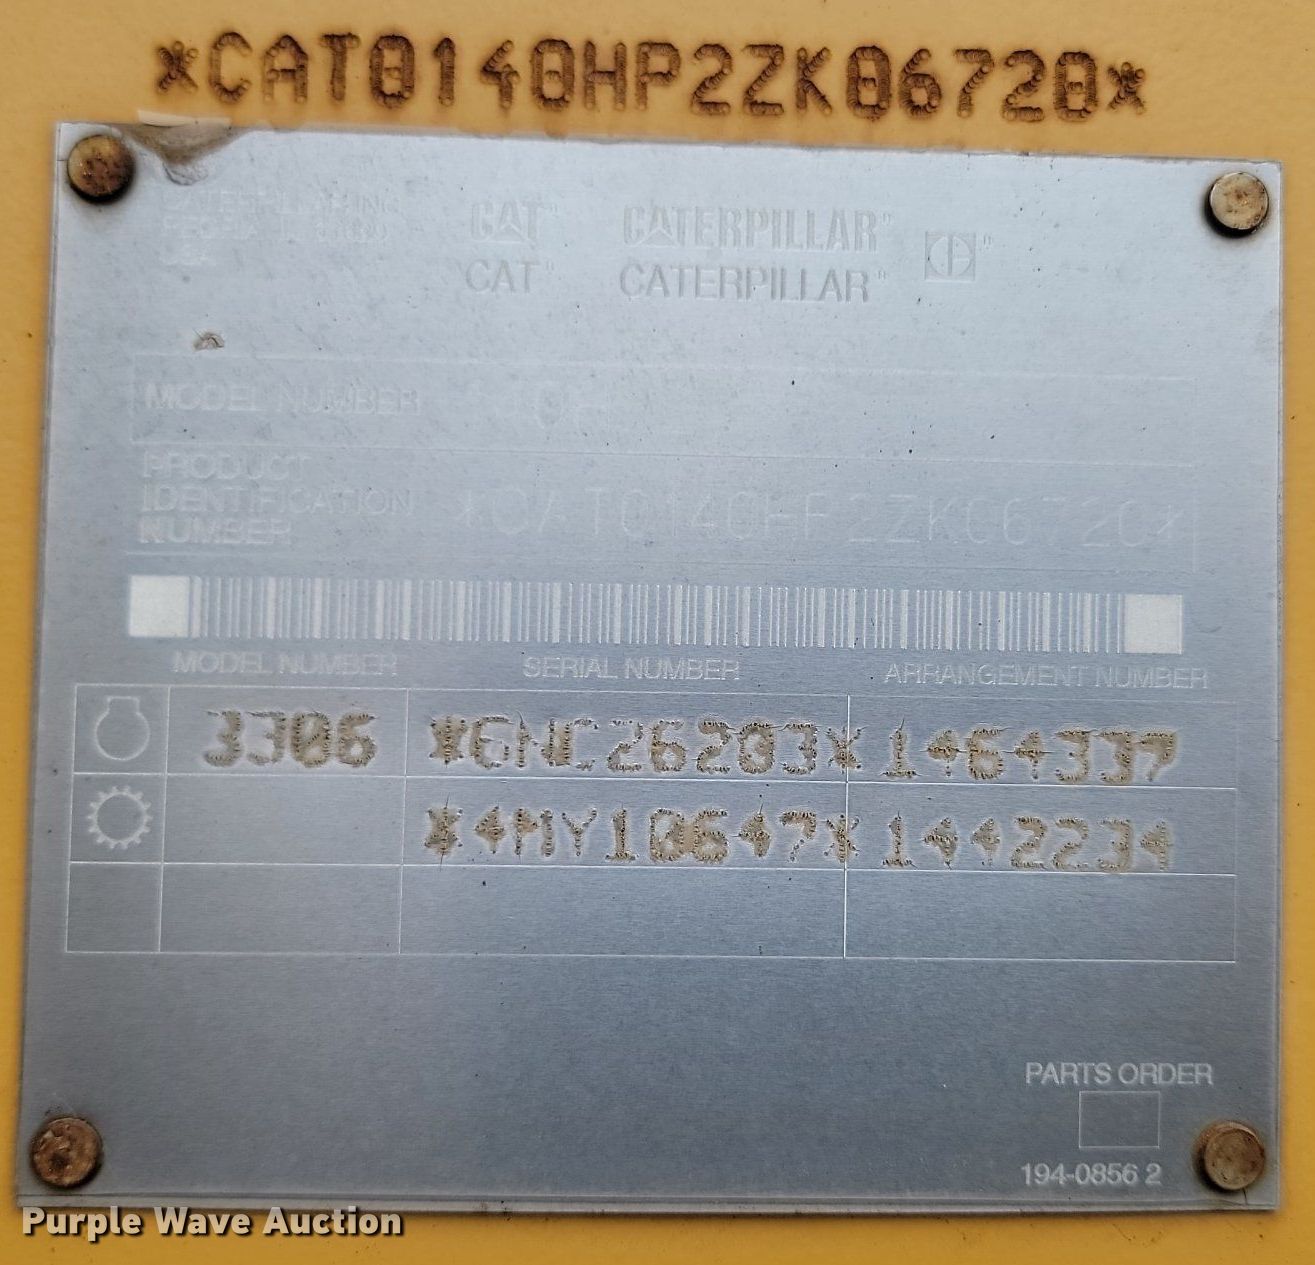 *CAT0140HP2ZK06720*
CAT® CATERPILLAR®
CAT® CATERPILLAR®
MODEL NUMBER 140H
PRODUCT
IDENTIFICATION
NUMBER
*CAT0140HP2ZK06720*
MODEL NUMBER SERIAL NUMBER ARRANGEMENT NUMBER
3306 *6NC26203* 1464337
*4MY10647* 1442234
PARTS ORDER
194-0856 2
Purple Wave Auction